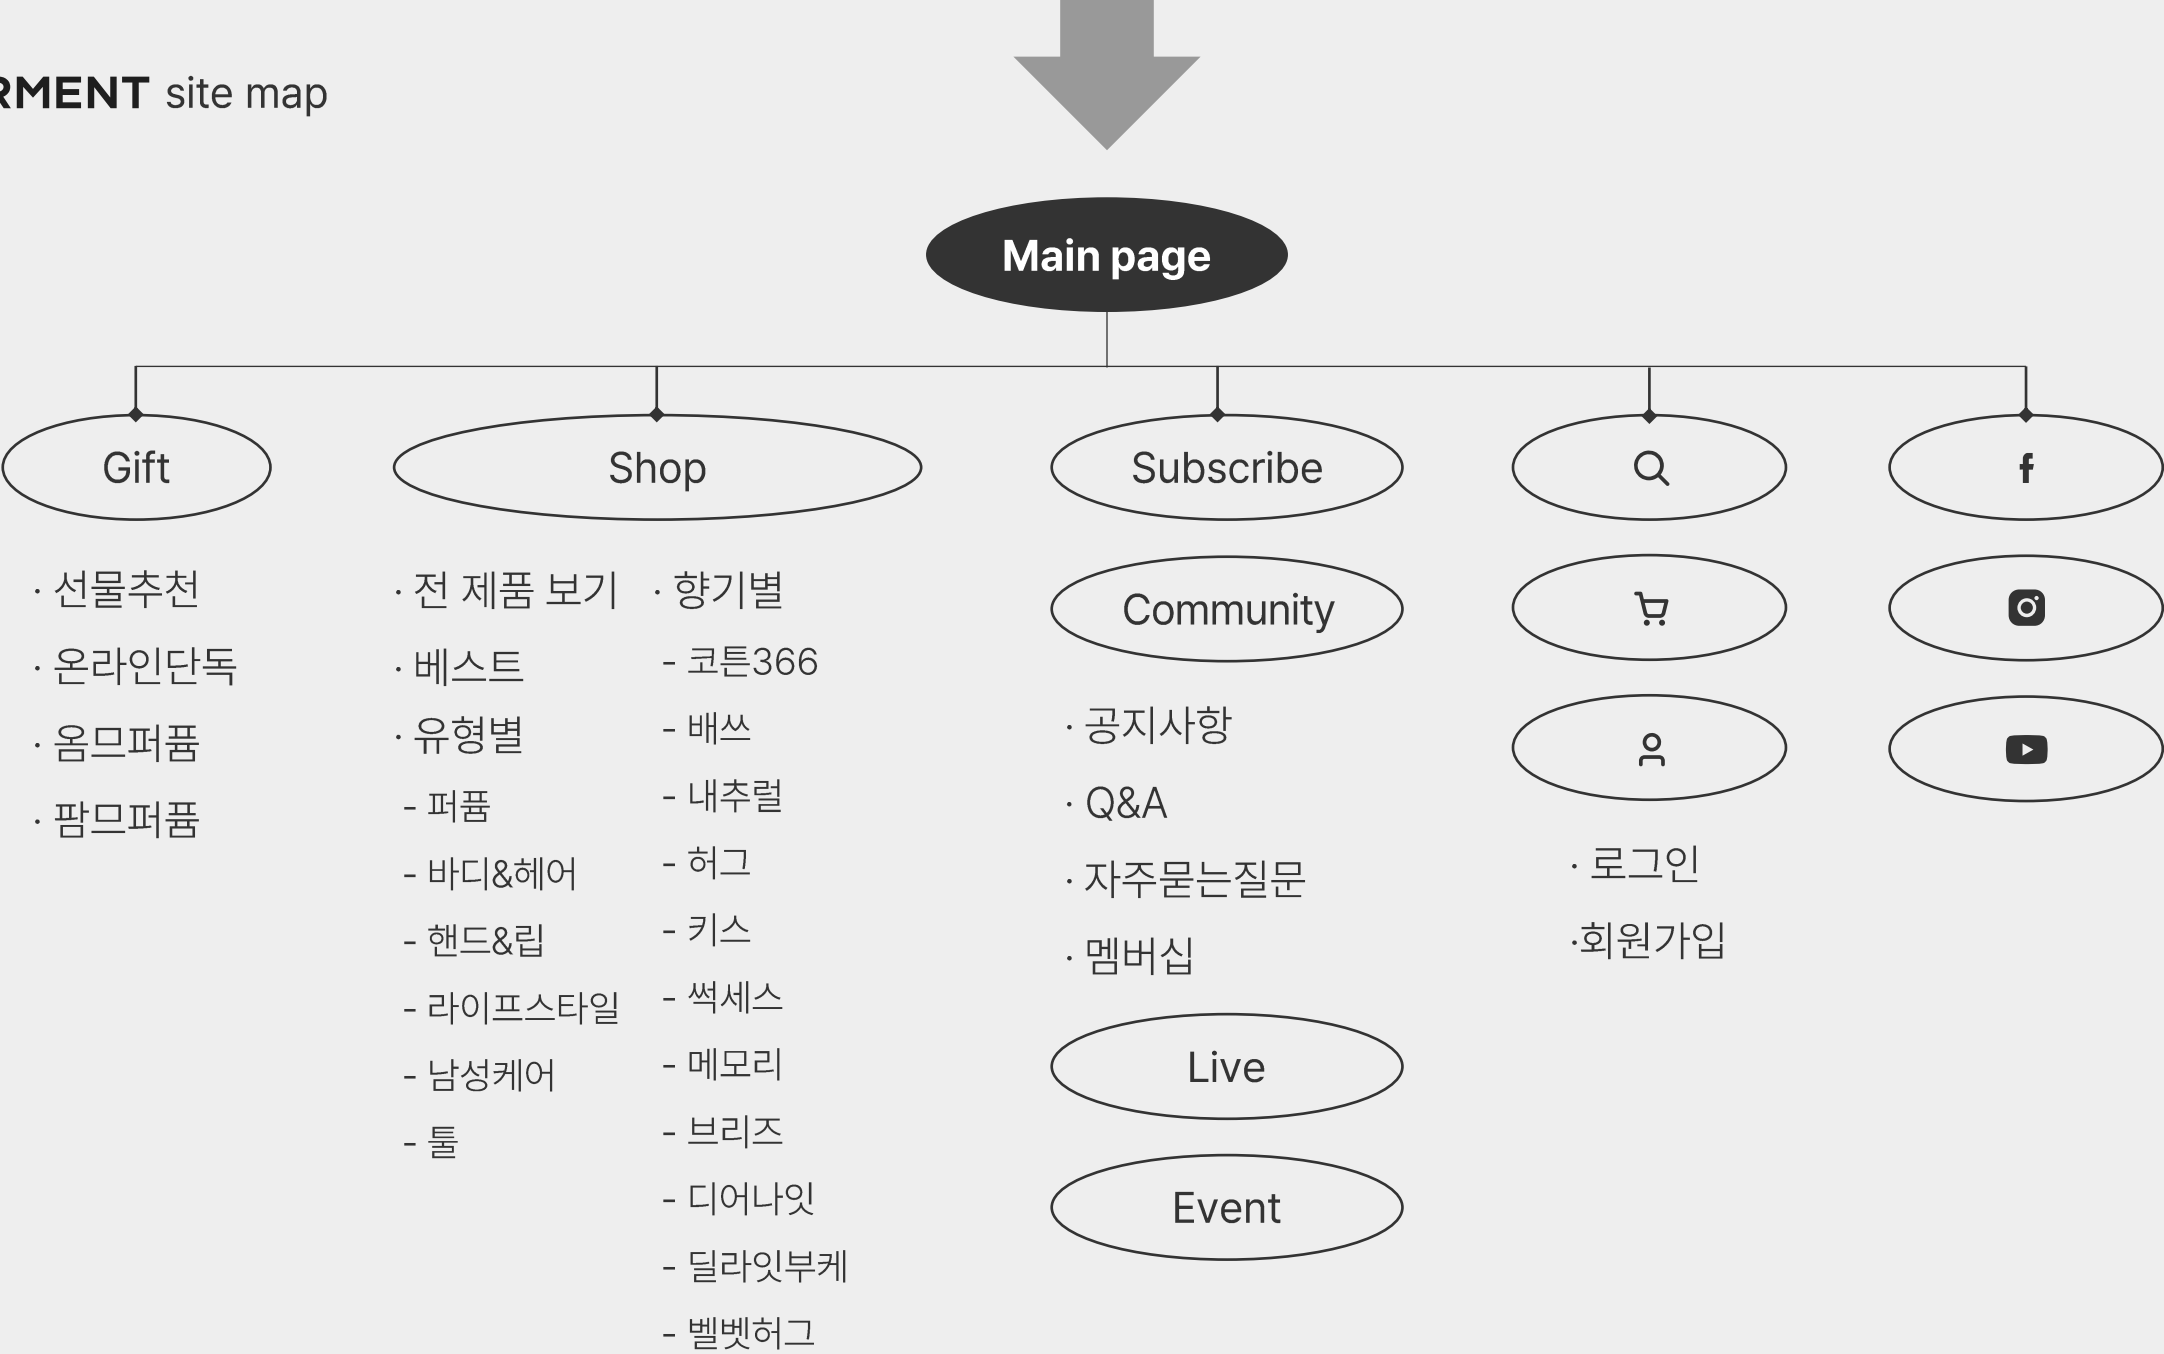 RMENT site map
Main page
Gift
· 선물추천
· 온라인단독
· 옴므퍼퓸
· 팜므퍼퓸
Shop
· 전 제품 보기
· 베스트
· 유형별
- 퍼퓸
- 바디&헤어
- 핸드&립
- 라이프스타일
- 남성케어
- 툴
· 향기별
- 코튼366
- 배쓰
- 내추럴
- 허그
- 키스
- 썩세스
- 메모리
- 브리즈
- 디어나잇
- 딜라잇부케
- 벨벳허그
Subscribe
Community
· 공지사항
· Q&A
· 자주묻는질문
· 멤버십
Live
Event
· 로그인
·회원가입